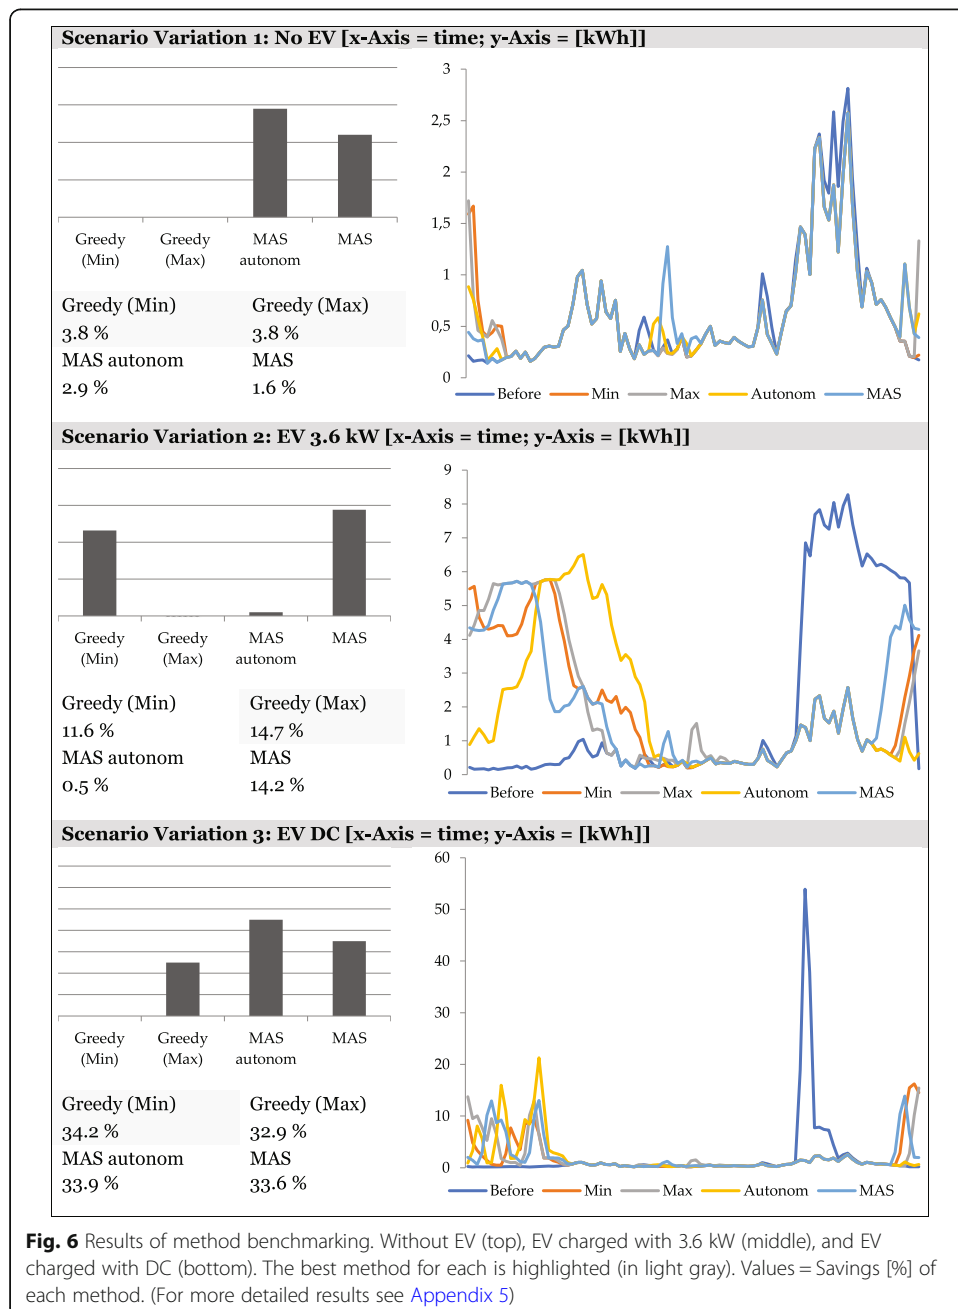 Scenario Variation 1: No EV [x-Axis = time; y-Axis = [kWh]]
Greedy (Min)
Greedy (Max)
MAS autonom
MAS
Greedy (Min)
Greedy (Max)
3.8 %
3.8 %
MAS autonom
MAS
2.9 %
1.6 %
3
2,5
2
1,5
1
0,5
0
Before Min Max Autonom MAS
Scenario Variation 2: EV 3.6 kW [x-Axis = time; y-Axis = [kWh]]
Greedy (Min)
Greedy (Max)
MAS autonom
MAS
Greedy (Min)
Greedy (Max)
11.6 %
14.7 %
MAS autonom
MAS
0.5 %
14.2 %
9
8
7
6
5
4
3
2
1
0
Before Min Max Autonom MAS
Scenario Variation 3: EV DC [x-Axis = time; y-Axis = [kWh]]
Greedy (Min)
Greedy (Max)
MAS autonom
MAS
Greedy (Min)
Greedy (Max)
34.2 %
32.9 %
MAS autonom
MAS
33.9 %
33.6 %
60
50
40
30
20
10
0
Before Min Max Autonom MAS
Fig. 6 Results of method benchmarking. Without EV (top), EV charged with 3.6 kW (middle), and EV
charged with DC (bottom). The best method for each is highlighted (in light gray). Values = Savings [%] of
each method. (For more detailed results see Appendix 5)